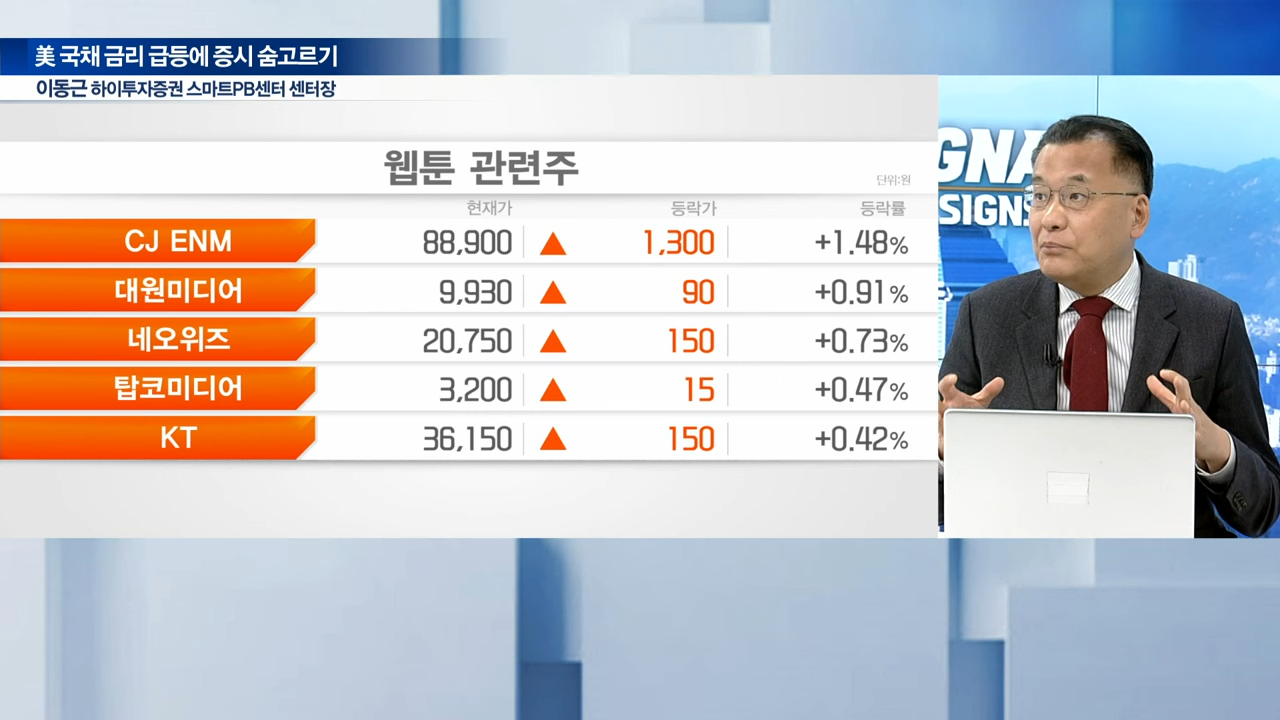 美 국채 금리 급등에 증시 숨고르기
이동근 하이투자증권 스마트PB센터 센터장
웹툰 관련주
단위:원
현재가 등락가 등락률
CJ ENM 88,900 ▲ 1,300 +1.48%
대원미디어 9,930 ▲ 90 +0.91%
네오위즈 20,750 ▲ 150 +0.73%
탑코미디어 3,200 ▲ 15 +0.47%
KT 36,150 ▲ 150 +0.42%
GNA
SIGNS